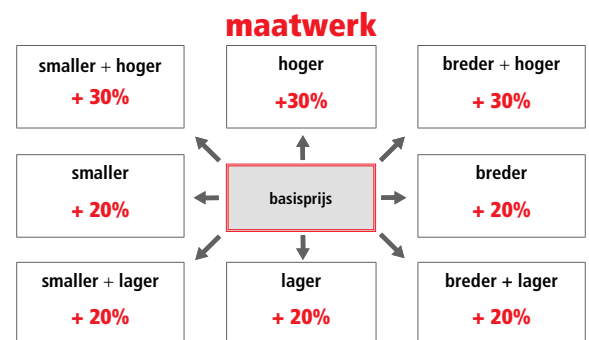 maatwerk
smaller + hoger
+ 30%
hoger
+30%
breder + hoger
+ 30%
smaller
+ 20%
basisprijs
breder
+ 20%
smaller + lager
+ 20%
lager
+ 20%
breder + lager
+ 20%